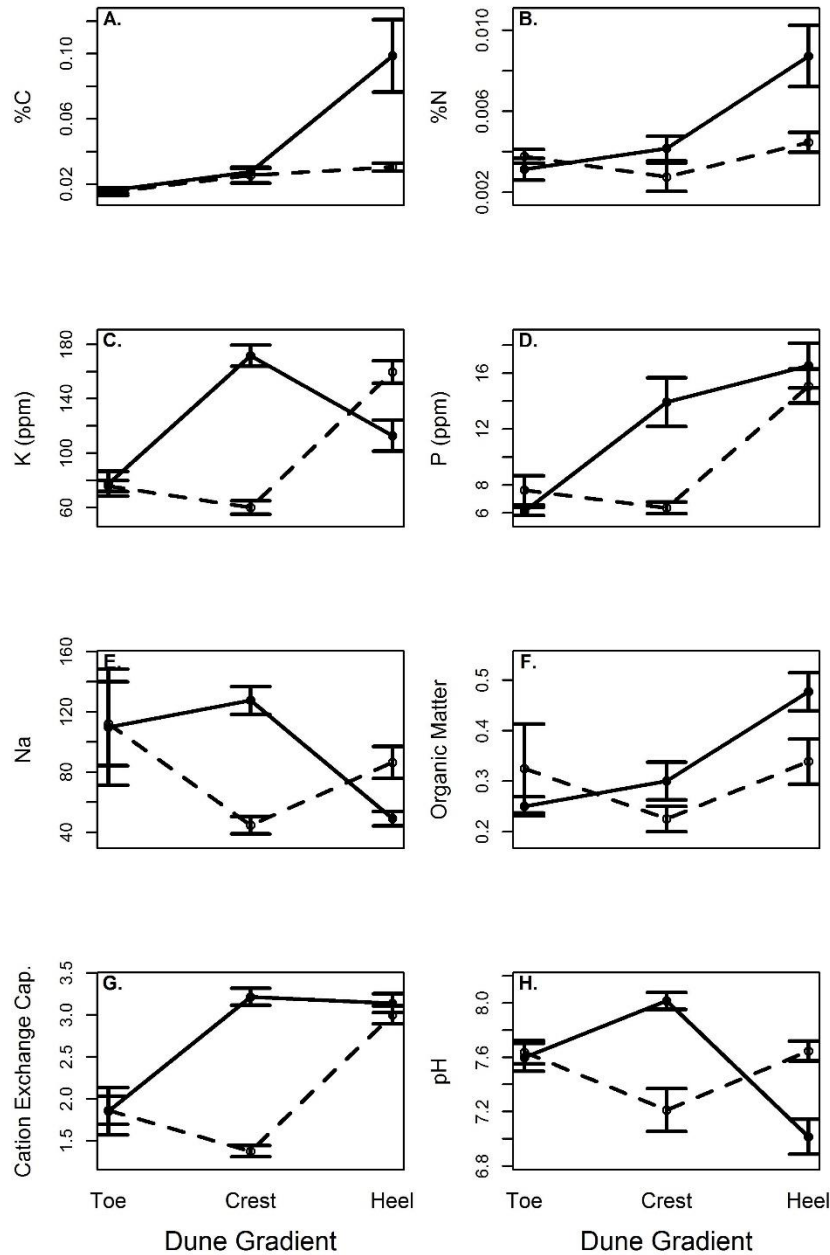 A.
%C
0.10
0.06
0.02
B.
%N
0.010
0.006
0.002
C.
K (ppm)
180
140
100
60
D.
P (ppm)
16
12
8
6
E.
Na
160
120
80
40
F.
Organic Matter
0.5
0.4
0.3
0.2
G.
Cation Exchange Cap.
3.5
3.0
2.5
2.0
1.5
Toe Crest Heel
Dune Gradient
H.
pH
8.0
7.6
7.2
6.8
Toe Crest Heel
Dune Gradient